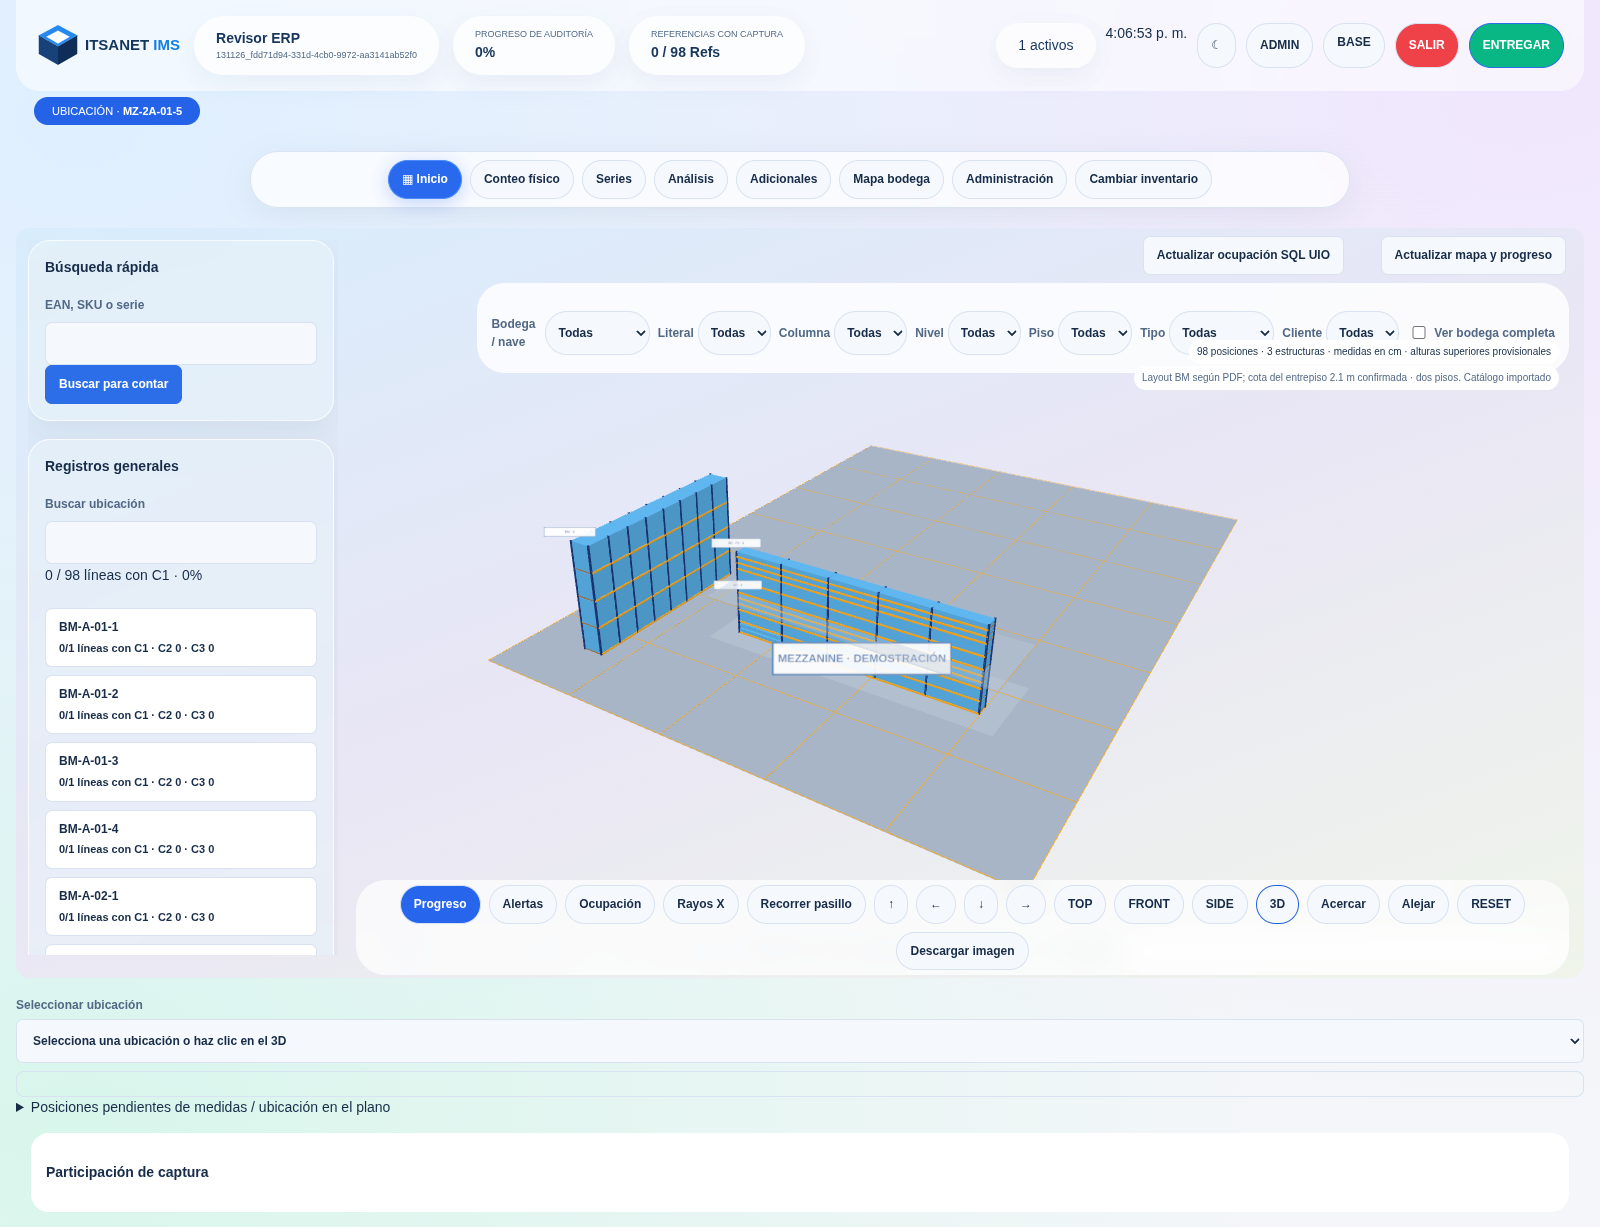 ITSANET IMS
Revisor ERP
131126_fdd71d94-331d-4cb0-9972-aa3141ab52f0
PROGRESO DE AUDITORÍA
0%
REFERENCIAS CON CAPTURA
0 / 98 Refs
1 activos
4:06:53 p. m.
☾
ADMIN
BASE
SALIR
ENTREGAR
UBICACIÓN · MZ-2A-01-5
▦ Inicio
Conteo físico
Series
Análisis
Adicionales
Mapa bodega
Administración
Cambiar inventario
Búsqueda rápida
EAN, SKU o serie
Buscar para contar
Registros generales
Buscar ubicación
0 / 98 líneas con C1 · 0%
BM-A-01-1
0/1 líneas con C1 · C2 0 · C3 0
BM-A-01-2
0/1 líneas con C1 · C2 0 · C3 0
BM-A-01-3
0/1 líneas con C1 · C2 0 · C3 0
BM-A-01-4
0/1 líneas con C1 · C2 0 · C3 0
BM-A-02-1
0/1 líneas con C1 · C2 0 · C3 0
Actualizar ocupación SQL UIO
Actualizar mapa y progreso
Bodega / nave
Todas
Literal
Todas
Columna
Todas
Nivel
Todas
Piso
Todas
Tipo
Todas
Cliente
Todas
Ver bodega completa
98 posiciones · 3 estructuras · medidas en cm · alturas superiores provisionales
Layout BM según PDF; cota del entrepiso 2.1 m confirmada · dos pisos. Catálogo importado
MEZZANINE · DEMOSTRACIÓN
Progreso
Alertas
Ocupación
Rayos X
Recorrer pasillo
↑
←
↓
→
TOP
FRONT
SIDE
3D
Acercar
Alejar
RESET
Descargar imagen
Seleccionar ubicación
Selecciona una ubicación o haz clic en el 3D
Posiciones pendientes de medidas / ubicación en el plano
Participación de captura